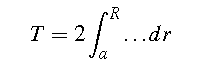 T = 2 ∫_a^R ...dr